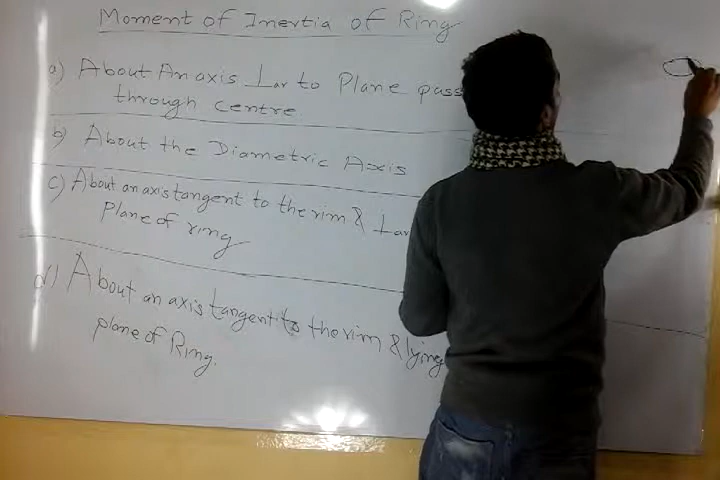 Moment of Inertia of Ring
a) About An axis ⊥ar to Plane pass
through centre
b) About the Diametric Axis
c) About an axis tangent to the rim & ⊥ar
Plane of ring
d) About an axis tangent to the rim & lying
plane of Ring.